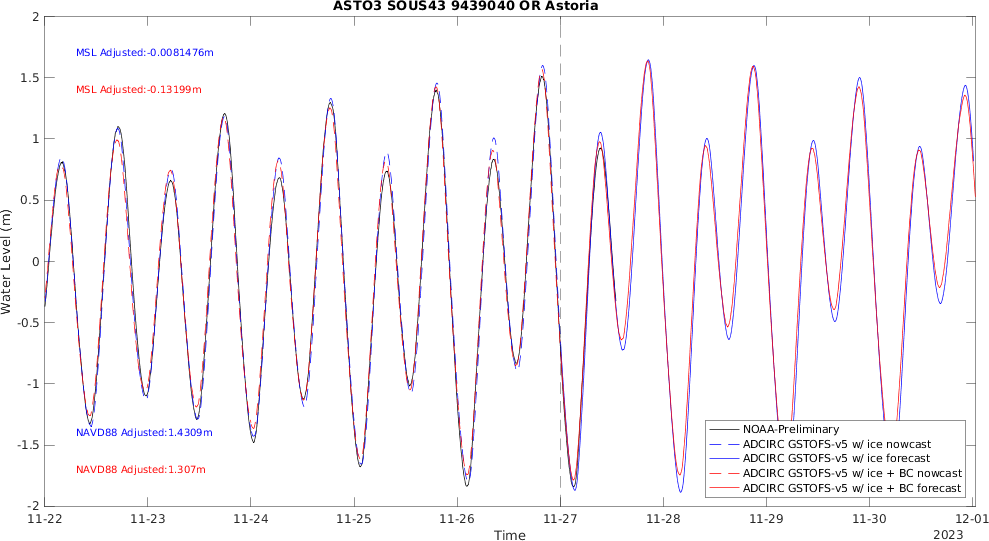 ASTO3 SOUS43 9439040 OR Astoria
2
1.5
1
0.5
0
-0.5
-1
-1.5
-2
Water Level (m)
MSL Adjusted:-0.0081476m
MSL Adjusted:-0.13199m
NAVD88 Adjusted:1.4309m
NAVD88 Adjusted:1.307m
NOAA-Preliminary
ADCIRC GSTOFS-v5 w/ ice nowcast
ADCIRC GSTOFS-v5 w/ ice forecast
ADCIRC GSTOFS-v5 w/ ice + BC nowcast
ADCIRC GSTOFS-v5 w/ ice + BC forecast
11-22 11-23 11-24 11-25 11-26 11-27 11-28 11-29 11-30 12-01
Time
2023